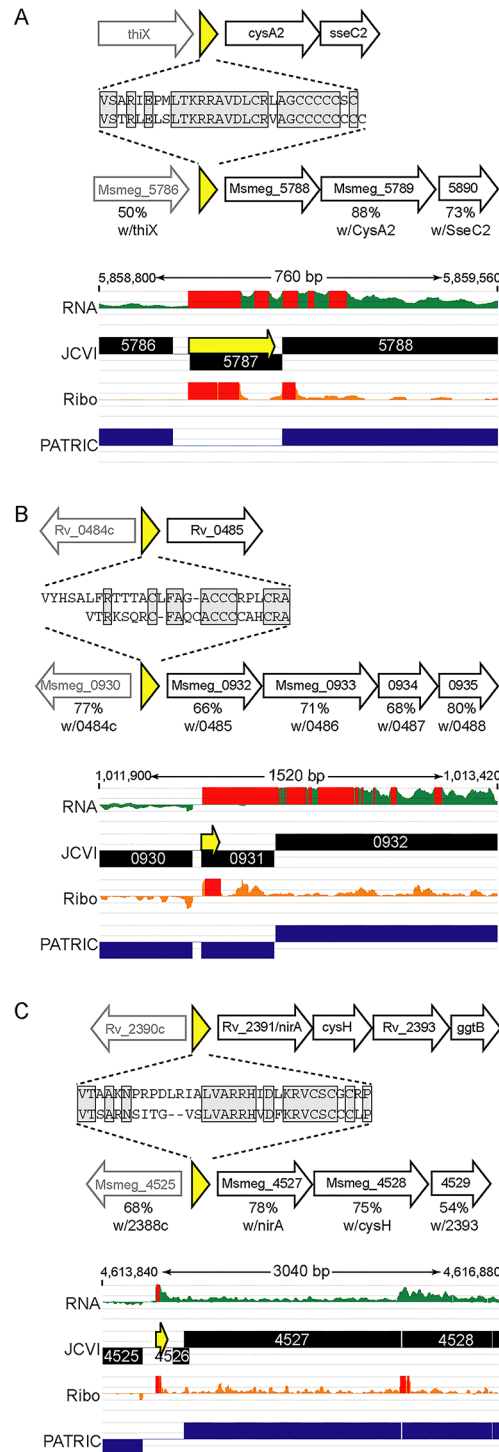 A
thiX
cysA2
sseC2
VSARIEPMLTKRRAVDLCRLAGCCCCCSC
VSTRLELSLTKRRAVDLCRVAGCCCCCCCC
Msmeg_5786
Msmeg_5788
Msmeg_5789
5890
50%
w/thiX
88%
w/CysA2
73%
w/SseC2
5,858,800
760 bp
5,859,560
RNA
JCVI
5786
5787
5788
Ribo
PATRIC
B
Rv_0484c
Rv_0485
VYHSALFRTTTACLFAG-ACCCRPLCRA
VTRKSQRC-FAQCACCCCAHCRA
Msmeg_0930
Msmeg_0932
Msmeg_0933
0934
0935
77%
w/0484c
66%
w/0485
71%
w/0486
68%
w/0487
80%
w/0488
1,011,900
1520 bp
1,013,420
RNA
JCVI
0930
0931
0932
Ribo
PATRIC
C
Rv_2390c
Rv_2391/nirA
cysH
Rv_2393
ggtB
VTAAKNPRPDLRIALVARRHIDLKRVCSCGCRP
VTSARNSITG--VSLVARRHVDFKRVCSCCCLP
Msmeg_4525
Msmeg_4527
Msmeg_4528
4529
68%
w/2388c
78%
w/nirA
75%
w/cysH
54%
w/2393
4,613,840
3040 bp
4,616,880
RNA
JCVI
4525
4526
4527
4528
Ribo
PATRIC